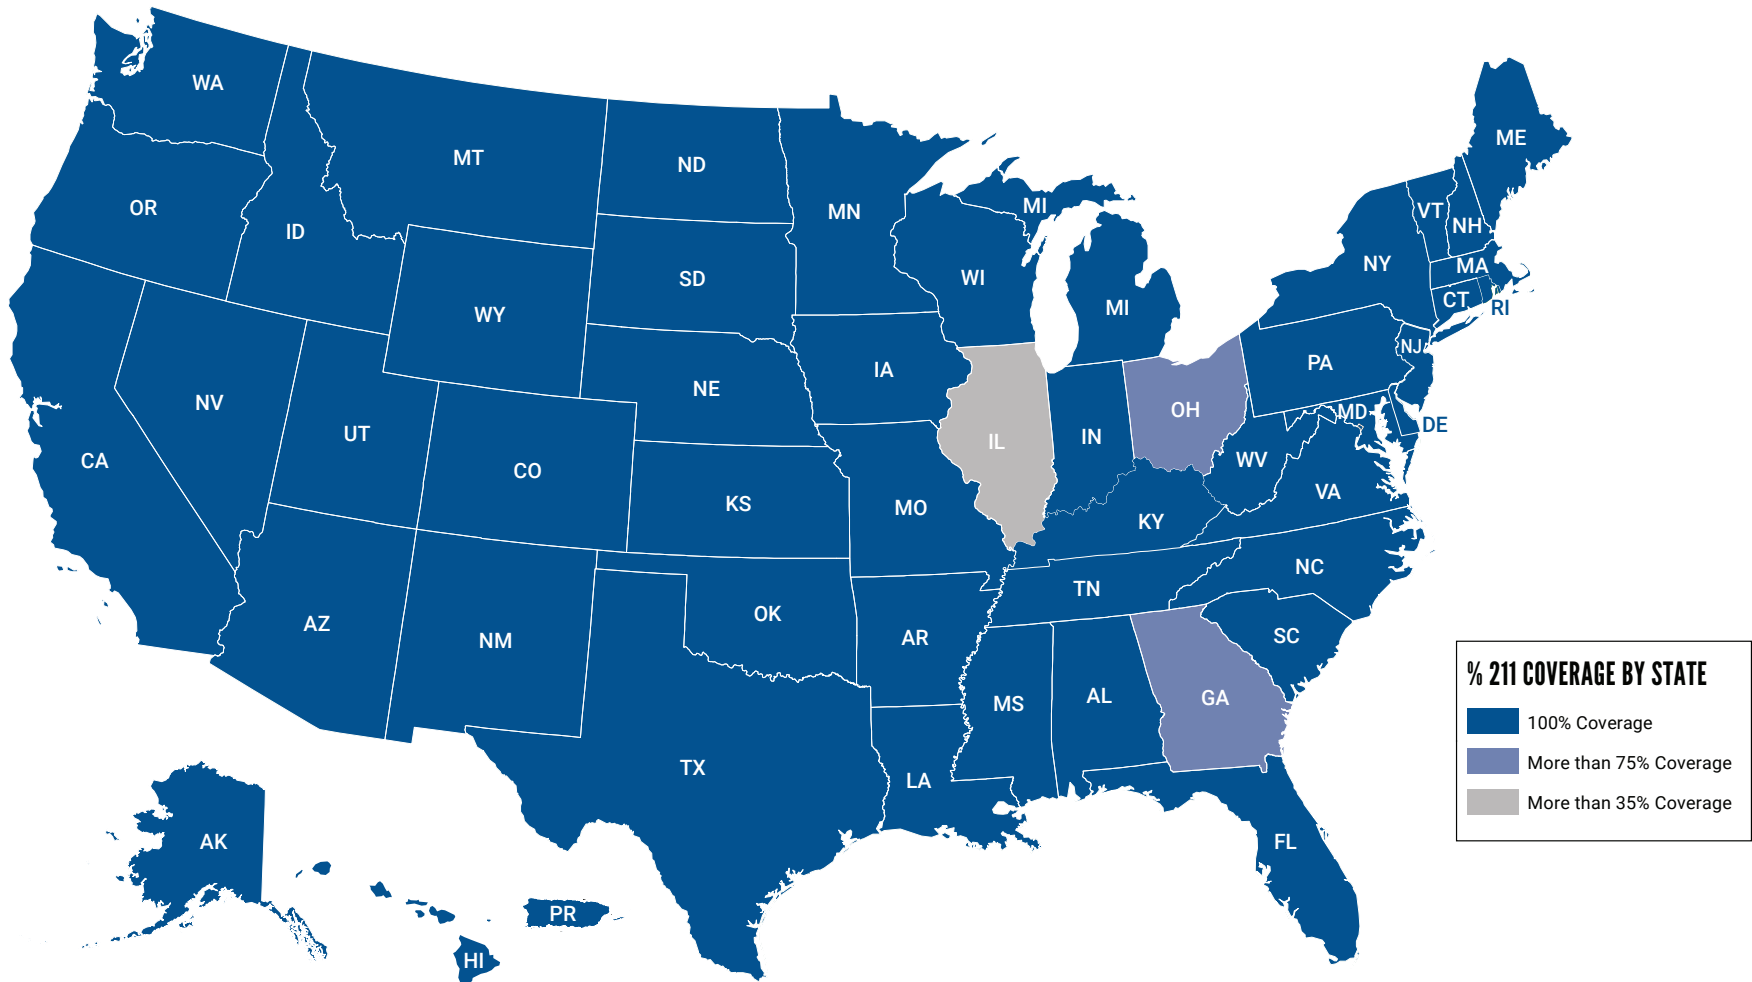 WA
MT
ND
MN
OR
ID
SD
WI
MI
MI
ME
VT
NH
NY
MA
CT
RI
WY
IA
NE
PA
NJ
NV
UT
CO
CA
IL
IN
OH
MD
DE
WV
VA
KS
MO
KY
NC
TN
AZ
NM
OK
AR
SC
MS
AL
GA
TX
LA
FL
AK
HI
PR
% 211 COVERAGE BY STATE
100% Coverage
More than 75% Coverage
More than 35% Coverage